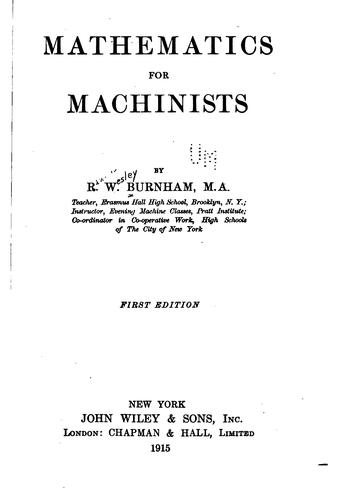 MATHEMATICS
FOR
MACHINISTS
UM
BY
esley
R. W. BURNHAM, M.A.
Teacher, Erasmus Hall High School, Brooklyn, N. Y.;
Instructor, Evening Machine Classes, Pratt Institute;
Co-ordinator in Co-operative Work, High Schools
of The City of New York
FIRST EDITION
NEW YORK
JOHN WILEY & SONS, INC.
LONDON: CHAPMAN & HALL, LIMITED
1915